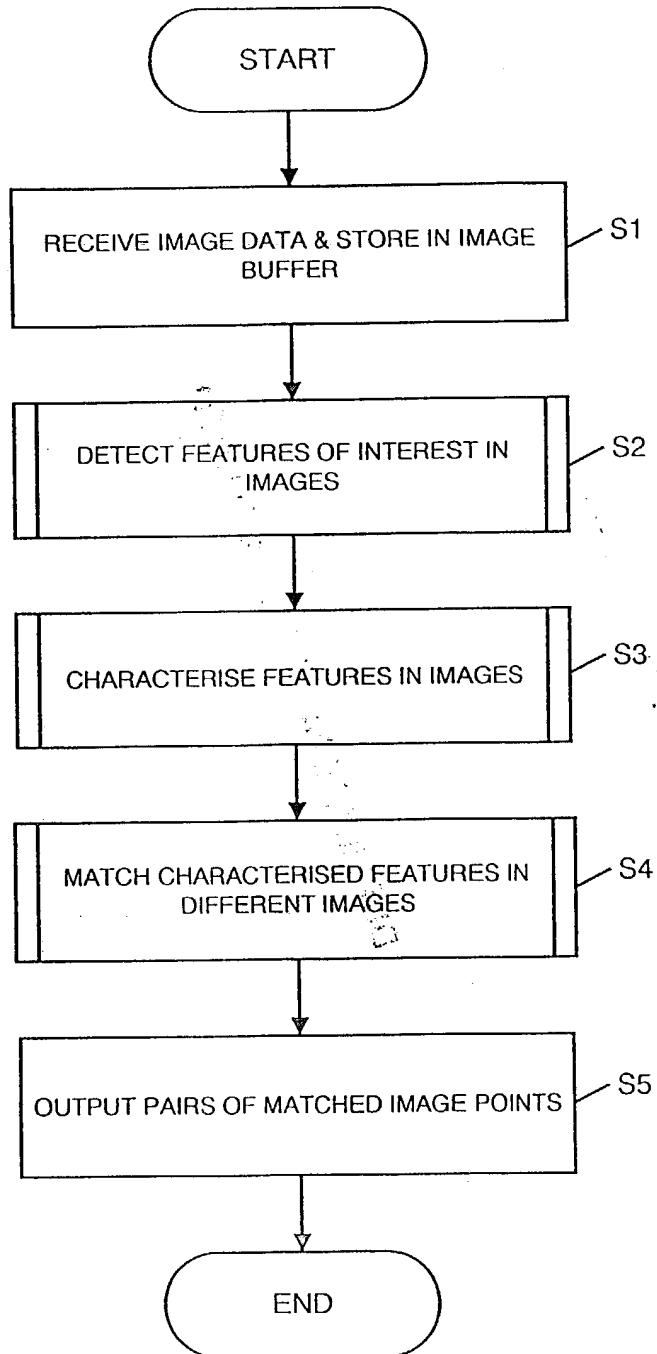 START
RECEIVE IMAGE DATA & STORE IN IMAGE
BUFFER
S1
DETECT FEATURES OF INTEREST IN
IMAGES
S2
CHARACTERISE FEATURES IN IMAGES
S3
MATCH CHARACTERISED FEATURES IN
DIFFERENT IMAGES
S4
OUTPUT PAIRS OF MATCHED IMAGE POINTS
S5
END